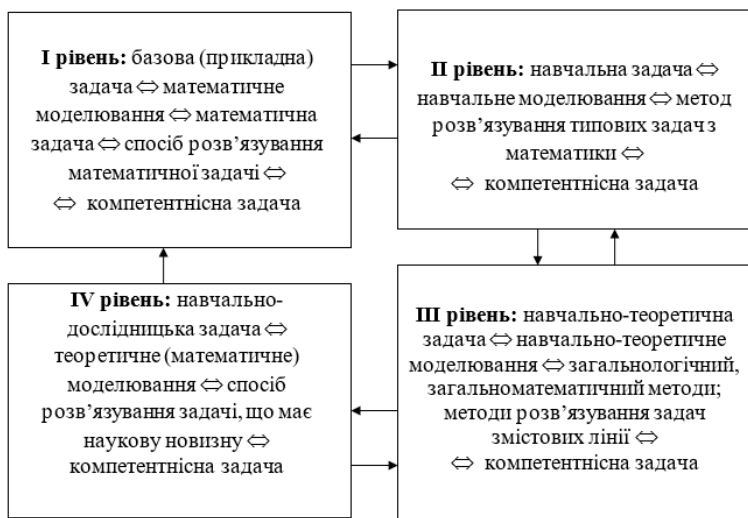 І рівень: базова (прикладна)
задача ⇔ математичне
моделювання ⇔ математична
задача ⇔ спосіб розв’язування
математичної задачі ⇔
⇔ компетентнісна задача
ІІ рівень: навчальна задача ⇔
навчальне моделювання ⇔ метод
розв’язування типових задач з
математики ⇔
⇔ компетентнісна задача
IV рівень: навчально-
дослідницька задача ⇔
теоретичне (математичне)
моделювання ⇔ спосіб
розв’язування задачі, що має
наукову новизну ⇔
компетентнісна задача
ІІІ рівень: навчально-теоретична
задача ⇔ навчально-теоретичне
моделювання ⇔ загальнологічний,
загальноматематичний методи;
методи розв’язування задач
змістових лінії ⇔
⇔ компетентнісна задача